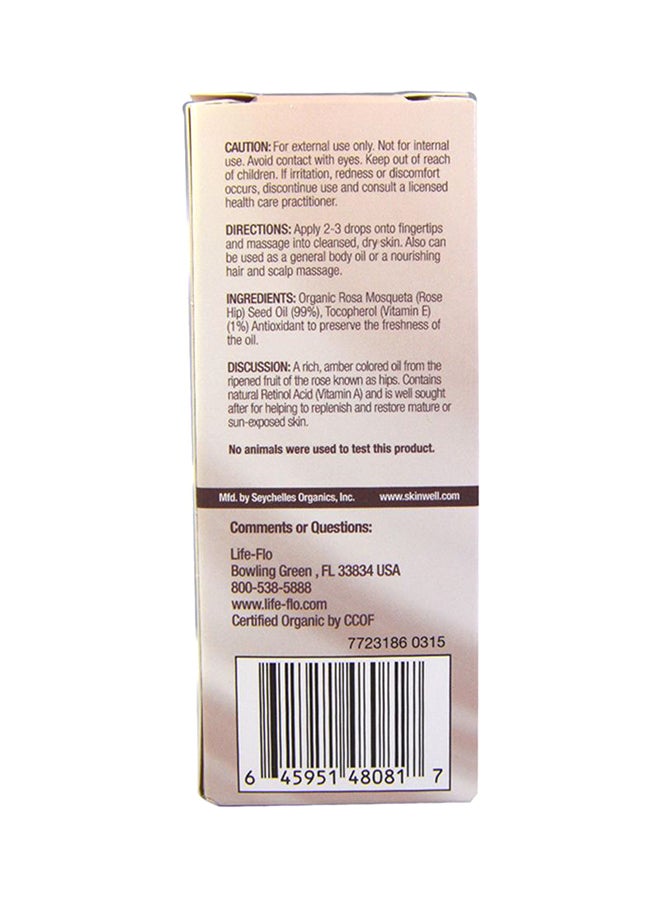 CAUTION: For external use only. Not for internal
use. Avoid contact with eyes. Keep out of reach
of children. If irritation, redness or discomfort
occurs, discontinue use and consult a licensed
health care practitioner.
DIRECTIONS: Apply 2-3 drops onto fingertips
and massage into cleansed, dry skin. Also can
be used as a general body oil or a nourishing
hair and scalp massage.
INGREDIENTS: Organic Rosa Mosqueta (Rose
Hip) Seed Oil (99%), Tocopherol (Vitamin E)
(1%) Antioxidant to preserve the freshness of
the oil.
DISCUSSION: A rich, amber colored oil from the
ripened fruit of the rose known as hips. Contains
natural Retinol Acid (Vitamin A) and is well sought
after for helping to replenish and restore mature or
sun-exposed skin.
No animals were used to test this product.
Mfd. by Seychelles Organics, Inc. www.skinwell.com
Comments or Questions:
Life-Flo
Bowling Green , FL 33834 USA
800-538-5888
www.life-flo.com
Certified Organic by CCOF
7723186 0315
6 45951 48081 7